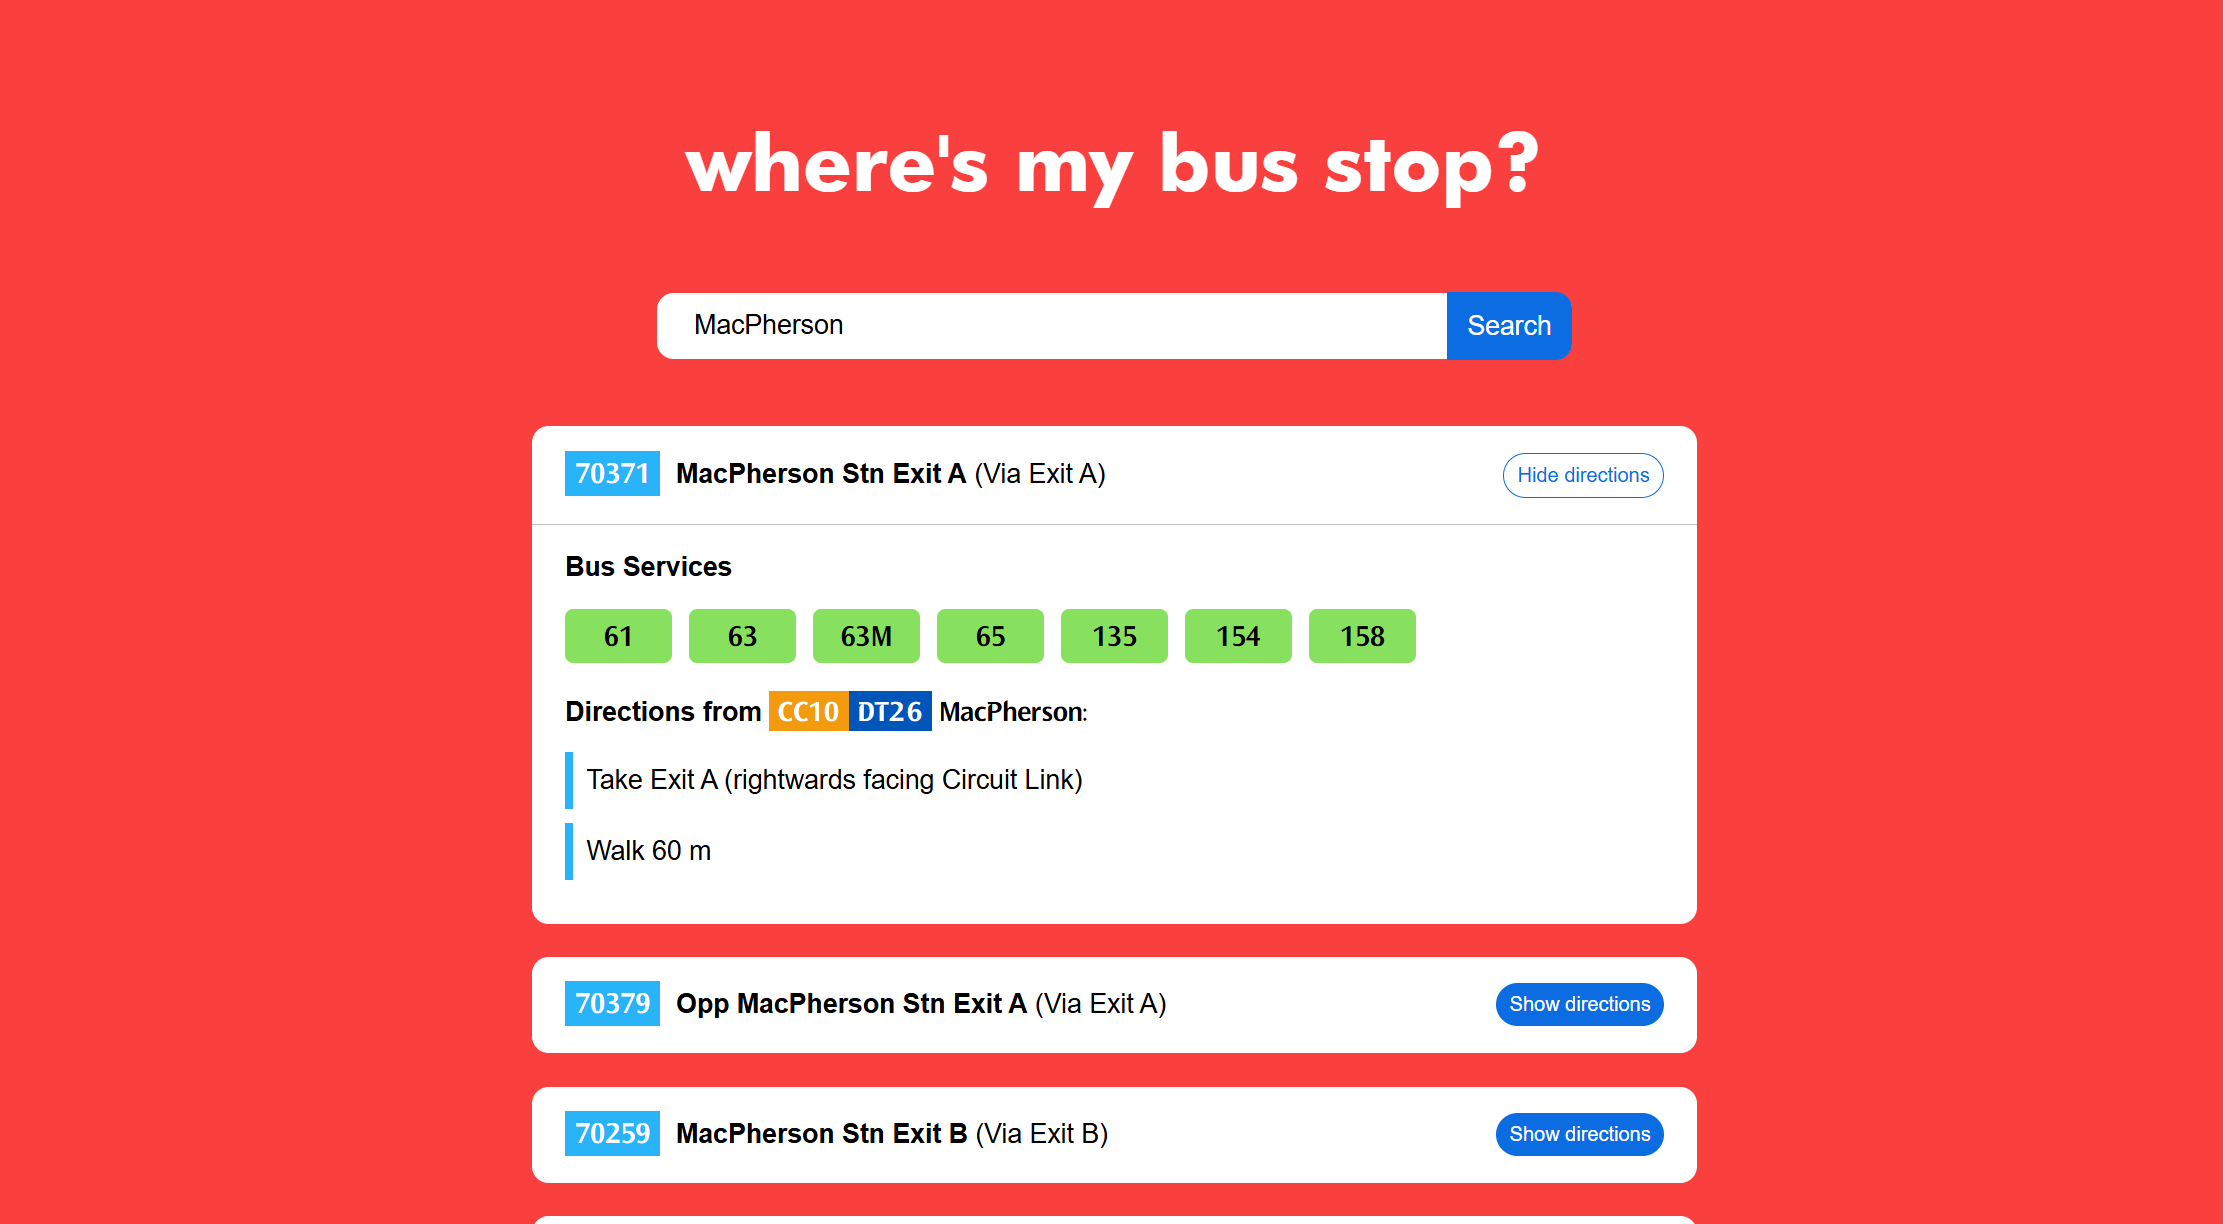 where's my bus stop?
MacPherson
Search
70371 MacPherson Stn Exit A (Via Exit A)
Hide directions
Bus Services
61 63 63M 65 135 154 158
Directions from CC10 DT26 MacPherson:
Take Exit A (rightwards facing Circuit Link)
Walk 60 m
70379 Opp MacPherson Stn Exit A (Via Exit A)
Show directions
70259 MacPherson Stn Exit B (Via Exit B)
Show directions